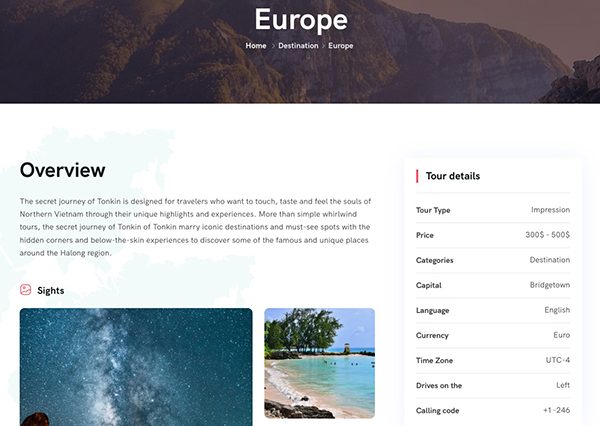 Europe
Home > Destination > Europe
Overview
The secret journey of Tonkin is designed for travelers who want to touch, taste and feel the souls of
Northern Vietnam through their unique highlights and experiences. More than simple whirlwind
tours, the secret journey of Tonkin of Tonkin marry iconic destinations and must-see spots with the
hidden corners and below-the-skin experiences to discover some of the famous and unique places
around the Halong region.
Sights
Tour details
Tour Type Impression
Price 300$ - 500$
Categories Destination
Capital Bridgetown
Language English
Currency Euro
Time Zone UTC-4
Drives on the Left
Calling code +1-246